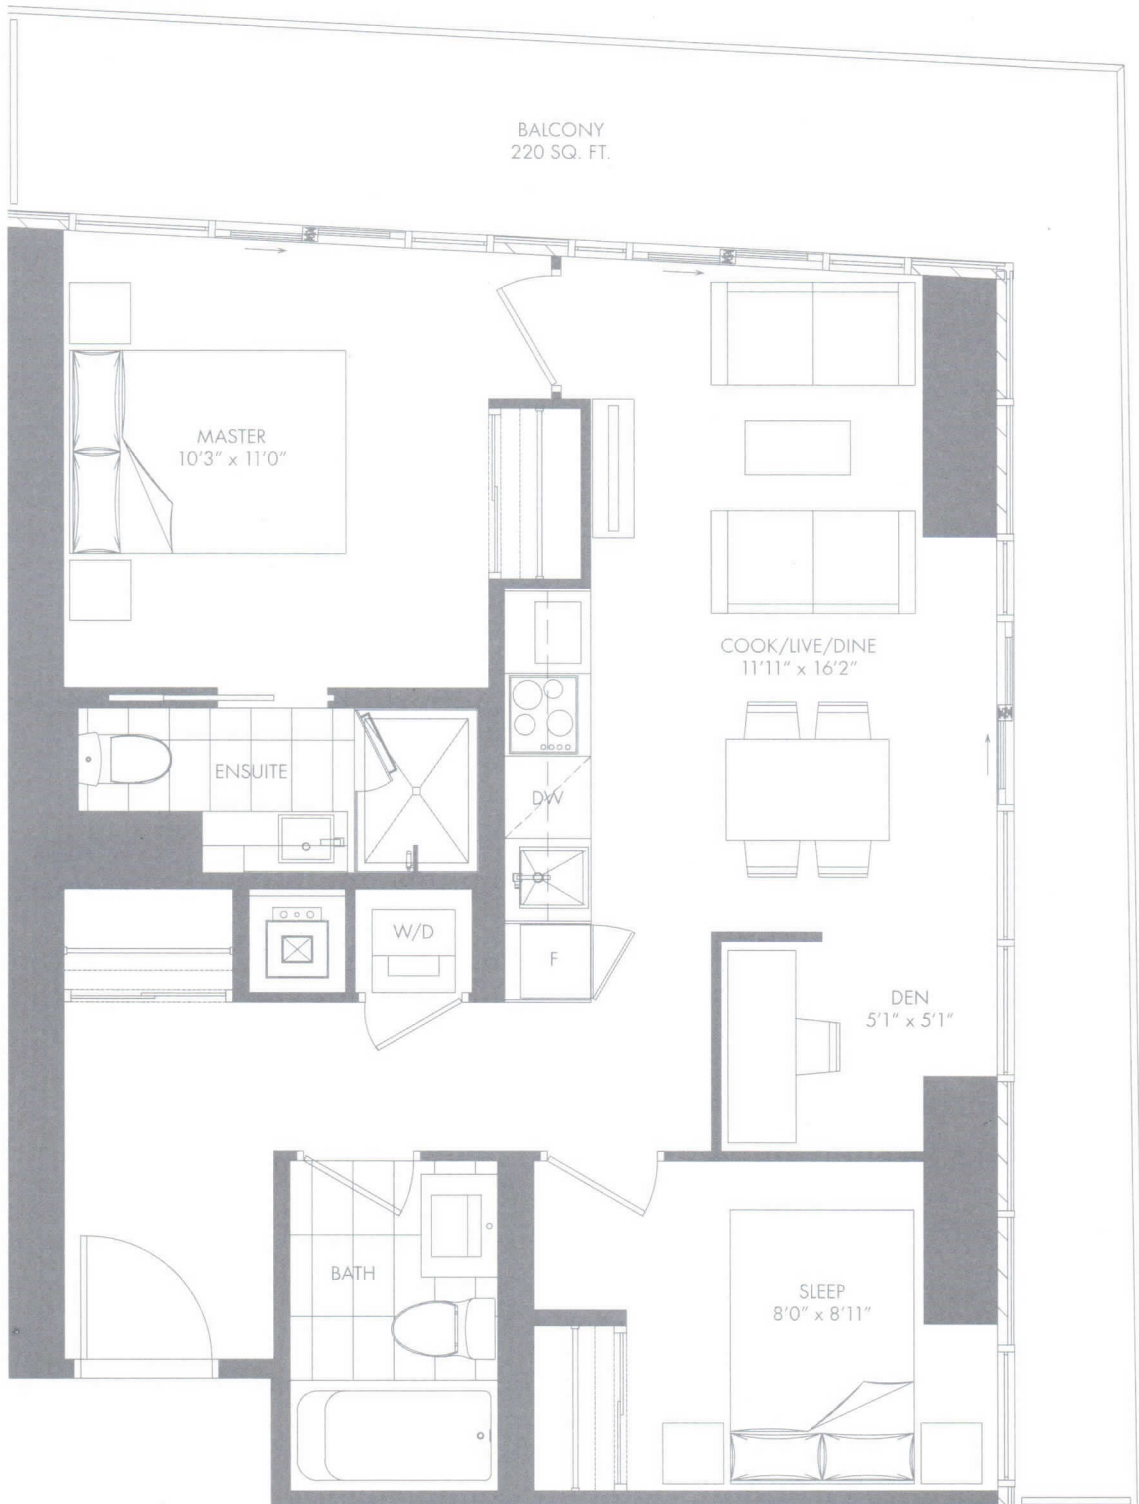 BALCONY
220 SQ. FT.
MASTER
10'3" x 11'0"
COOK/LIVE/DINE
11'11" x 16'2"
ENSUITE
DW
W/D
F
DEN
5'1" x 5'1"
BATH
SLEEP
8'0" x 8'11"